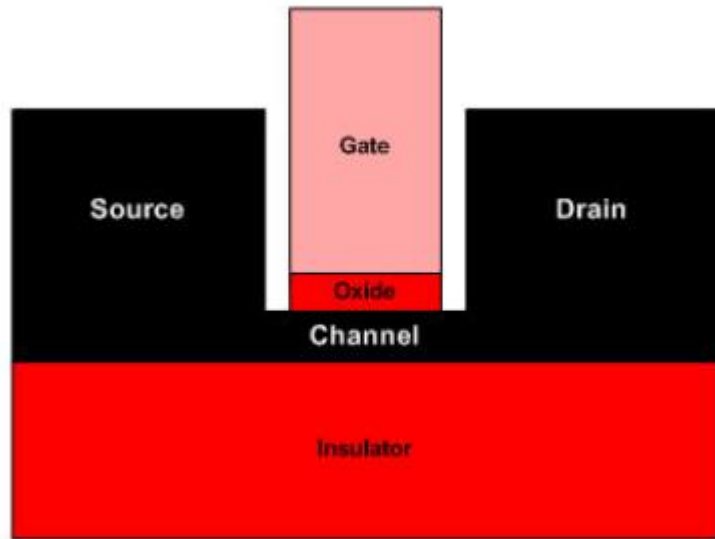 Gate
Source
Drain
Oxide
Channel
Insulator